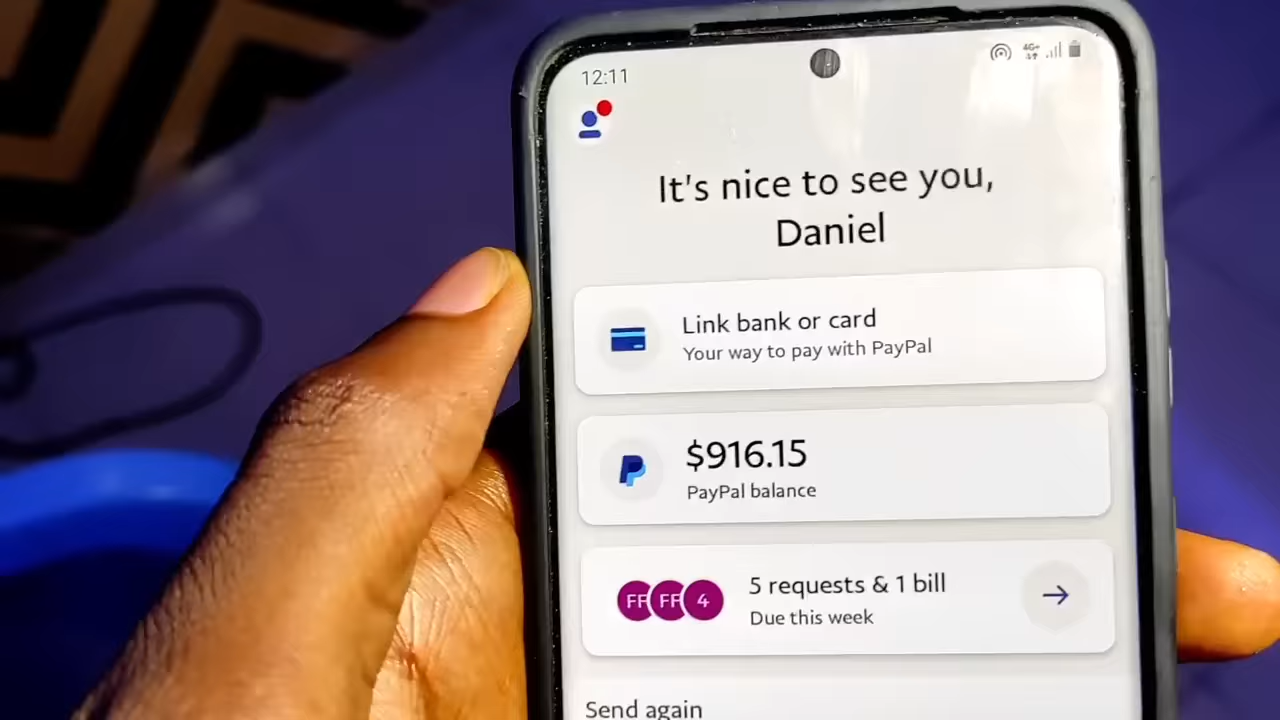 12:11
4G+
It's nice to see you,
Daniel
Link bank or card
Your way to pay with PayPal
$916.15
PayPal balance
FF FF 4
5 requests & 1 bill
Due this week
Send again